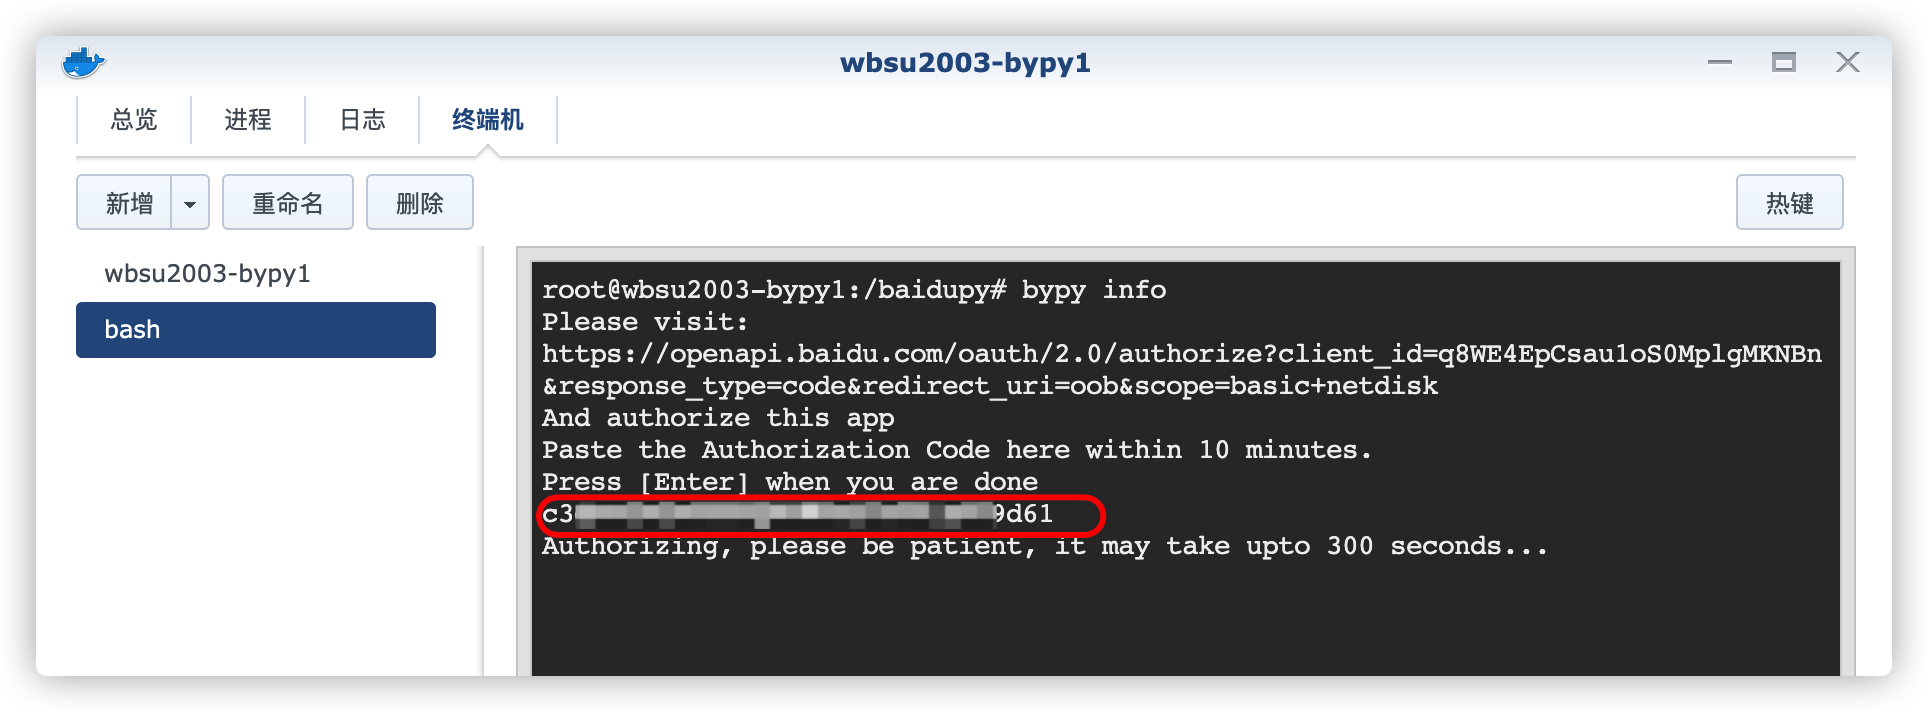 wbsu2003-bypy1
总览 进程 日志 终端机
新增 重命名 删除 热键
wbsu2003-bypy1
bash
root@wbsu2003-bypy1:/baidupy# bypy info
Please visit:
https://openapi.baidu.com/oauth/2.0/authorize?client_id=q8WE4EpCsau1oS0MplgMKNBn
&response_type=code&redirect_uri=oob&scope=basic+netdisk
And authorize this app
Paste the Authorization Code here within 10 minutes.
Press [Enter] when you are done
c3 9d61
Authorizing, please be patient, it may take upto 300 seconds...